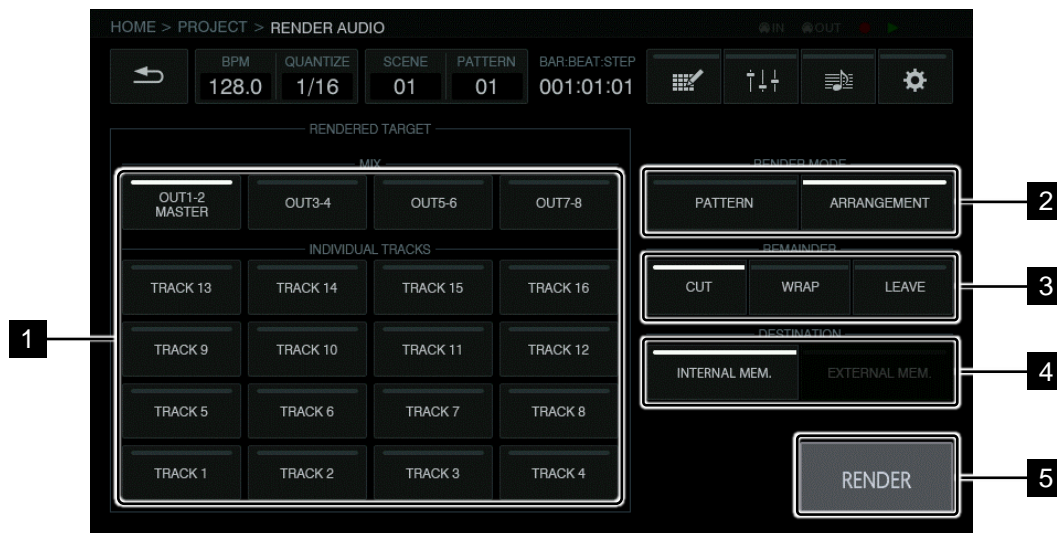 HOME > PROJECT > RENDER AUDIO
IN OUT
BPM QUANTIZE SCENE PATTERN BAR:BEAT:STEP
128.0 1/16 01 01 001:01:01
RENDERED TARGET
MIX
RENDER MODE
OUT1-2 MASTER
OUT3-4
OUT5-6
OUT7-8
PATTERN ARRANGEMENT
2
INDIVIDUAL TRACKS
REMAINDER
TRACK 13 TRACK 14 TRACK 15 TRACK 16
CUT WRAP LEAVE
3
1
DESTINATION
TRACK 9 TRACK 10 TRACK 11 TRACK 12
INTERNAL MEM. EXTERNAL MEM.
4
TRACK 5 TRACK 6 TRACK 7 TRACK 8
TRACK 1 TRACK 2 TRACK 3 TRACK 4
RENDER
5